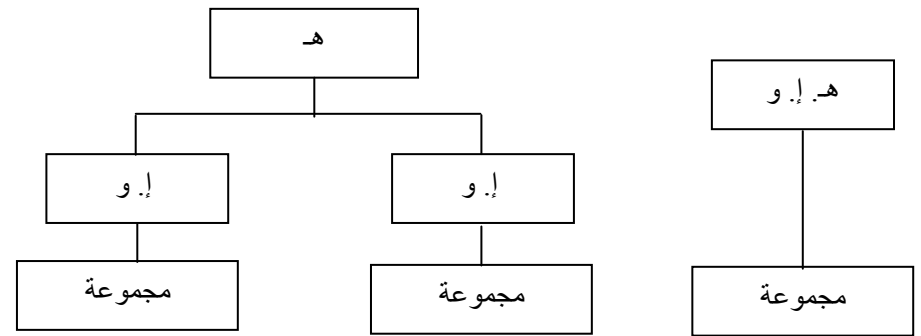 هـ
هـ. إ. و
إ. و
إ. و
مجموعة
مجموعة
مجموعة